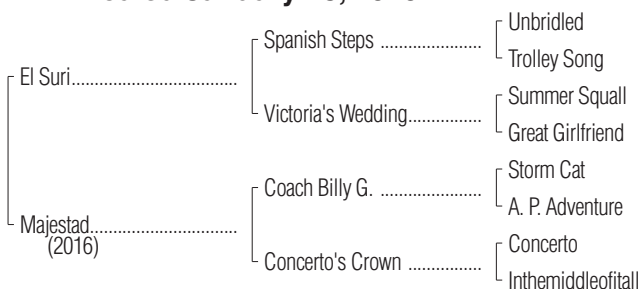 Spanish Steps ......................
Unbridled
Trolley Song
El Suri....................................
Victoria's Wedding................
Summer Squall
Great Girlfriend
Coach Billy G. ......................
Storm Cat
A. P. Adventure
Majestad................................
(2016)
Concerto's Crown ................
Concerto
Inthemiddleofitall